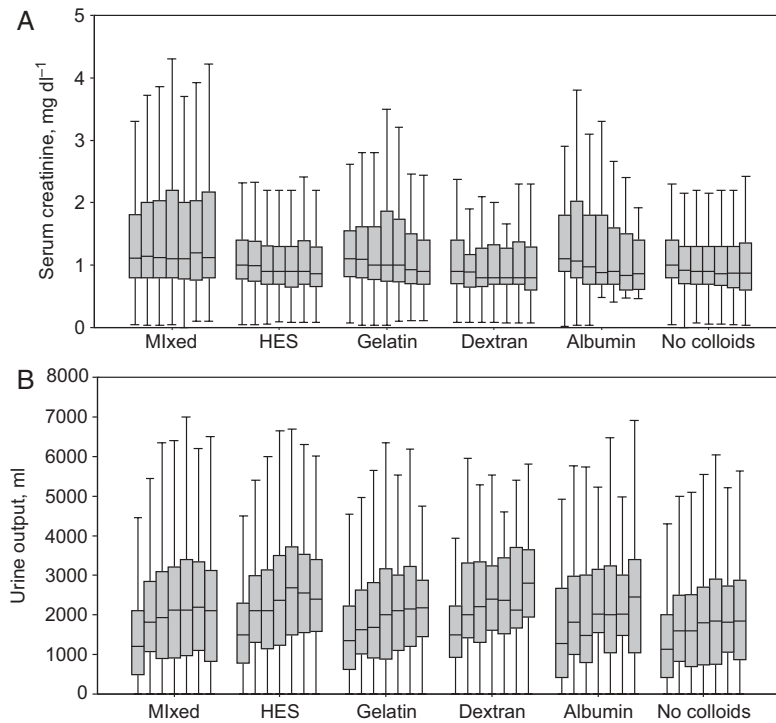 A
Serum creatinine, mg dl⁻¹
5
4
3
2
1
0
MIxed HES Gelatin Dextran Albumin No colloids
B
Urine output, ml
8000
7000
6000
5000
4000
3000
2000
1000
0
MIxed HES Gelatin Dextran Albumin No colloids